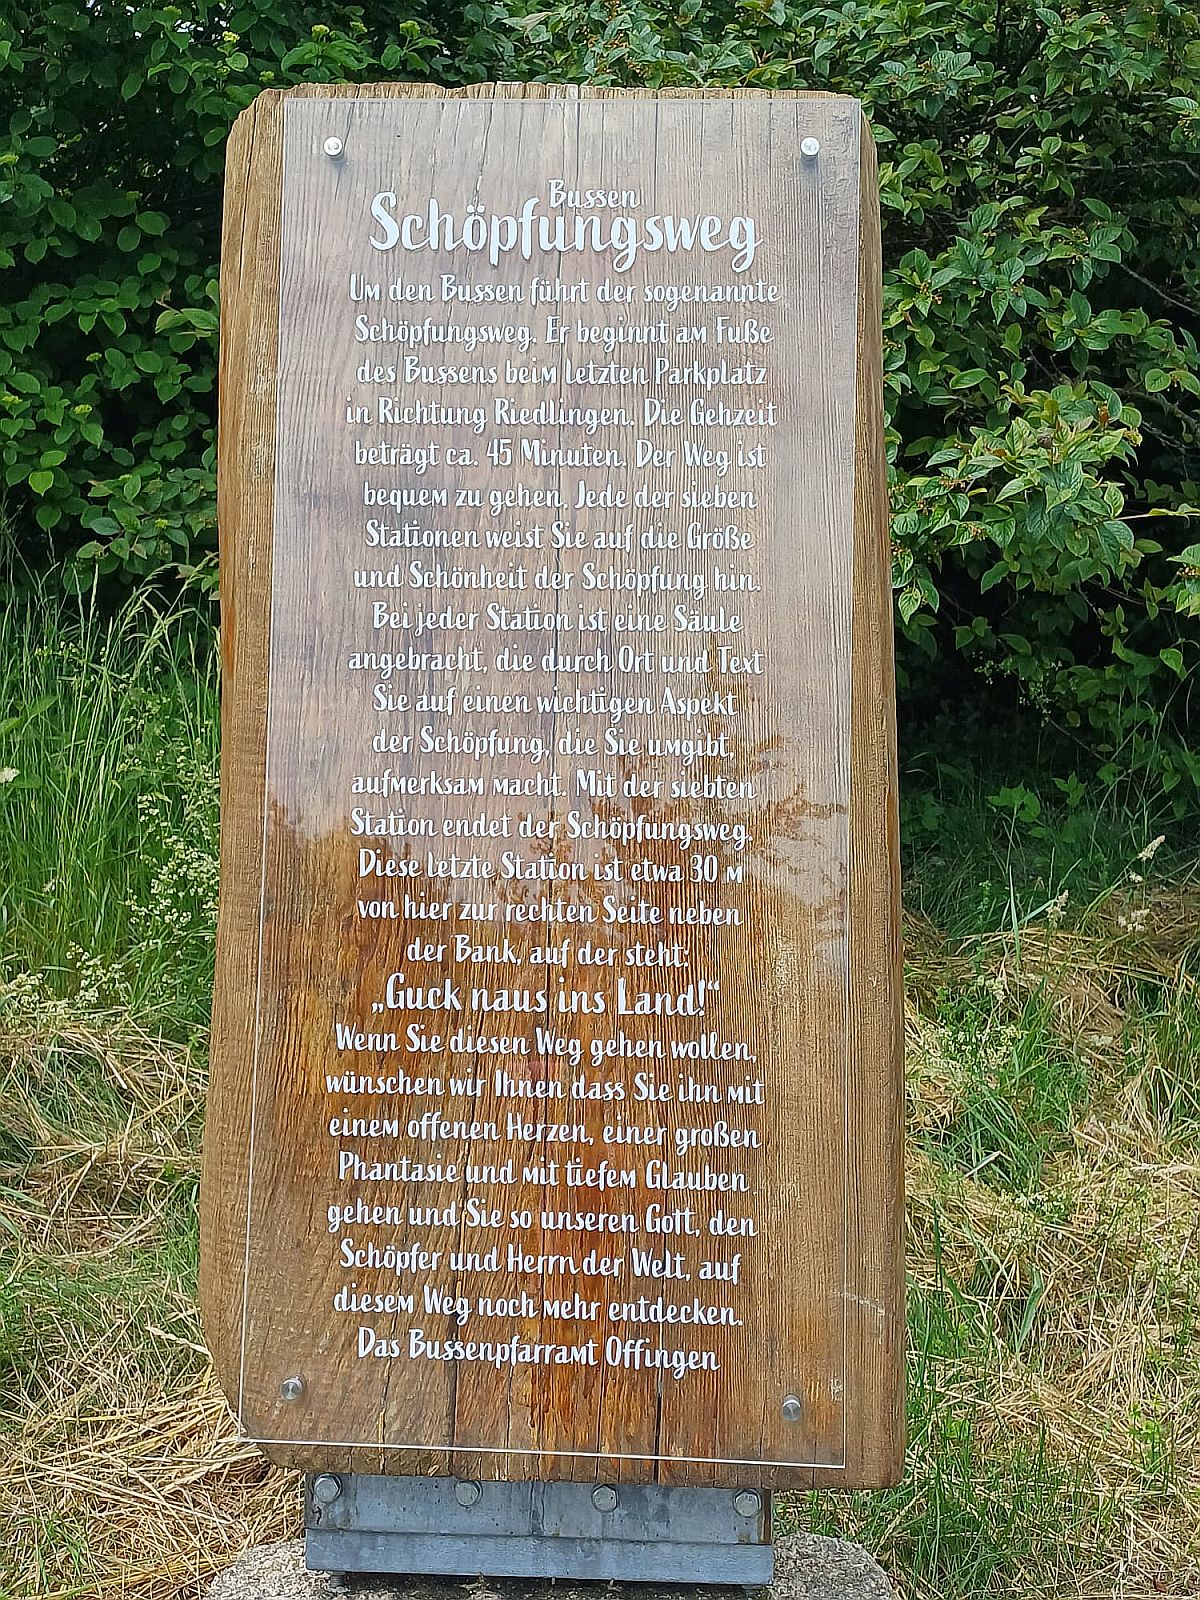 Bussen
Schöpfungsweg
Um den Bussen führt der sogenannte
Schöpfungsweg. Er beginnt am Fuße
des Bussens beim letzten Parkplatz
in Richtung Riedlingen. Die Gehzeit
beträgt ca. 45 Minuten. Der Weg ist
bequem zu gehen. Jede der sieben
Stationen weist Sie auf die Größe
und Schönheit der Schöpfung hin.
Bei jeder Station ist eine Säule
angebracht, die durch Ort und Text
Sie auf einen wichtigen Aspekt
der Schöpfung, die Sie umgibt,
aufmerksam macht. Mit der siebten
Station endet der Schöpfungsweg.
Diese letzte Station ist etwa 30 m
von hier zur rechten Seite neben
der Bank, auf der steht:
„Guck naus ins Land!“
Wenn Sie diesen Weg gehen wollen,
wünschen wir Ihnen dass Sie ihn mit
einem offenen Herzen, einer großen
Phantasie und mit tiefem Glauben
gehen und Sie so unseren Gott, den
Schöpfer und Herrn der Welt, auf
diesem Weg noch mehr entdecken.
Das Bussenpfarramt Offingen